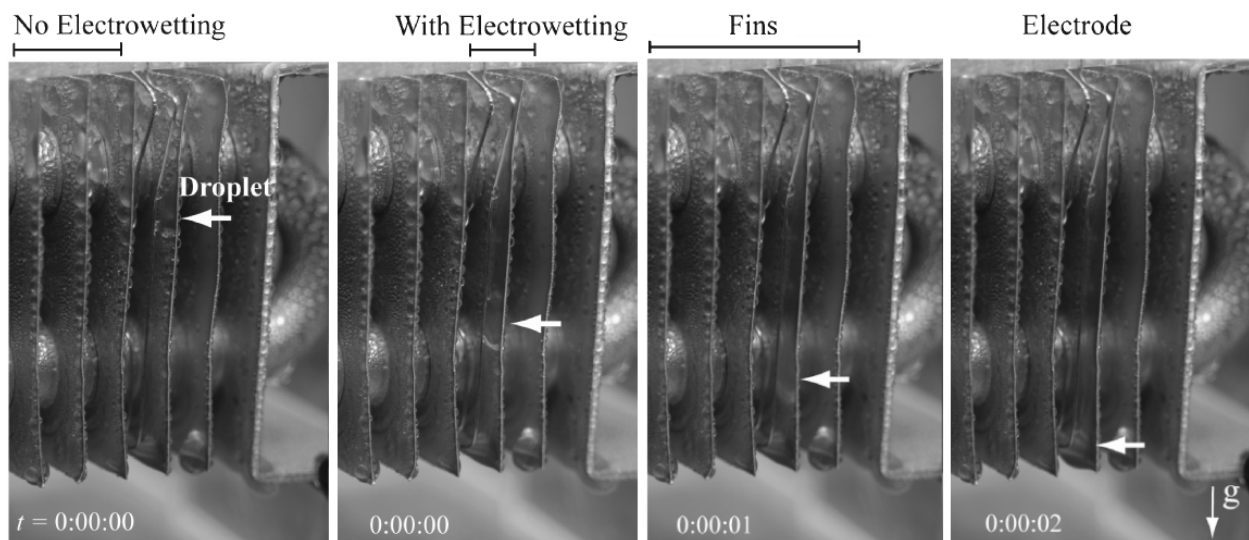 No Electrowetting
With Electrowetting
Fins
Electrode
Droplet
t = 0:00:00
0:00:00
0:00:01
0:00:02
g